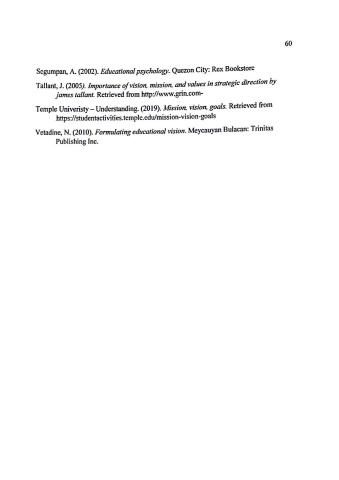 60
Segumpan, A. (2002). Educational psychology. Quezon City: Rex Bookstore
Tallant, J. (2005). Importance of vision, mission, and values in strategic direction by
james tallant. Retrieved from http://www.grin.com-
Temple Univeristy – Understanding. (2019). Mission, vision, goals. Retrieved from
https://studentactivities.temple.edu/mission-vision-goals
Vetadine, N. (2010). Formulating educational vision. Meycauyan Bulacan: Trinitas
Publishing Inc.